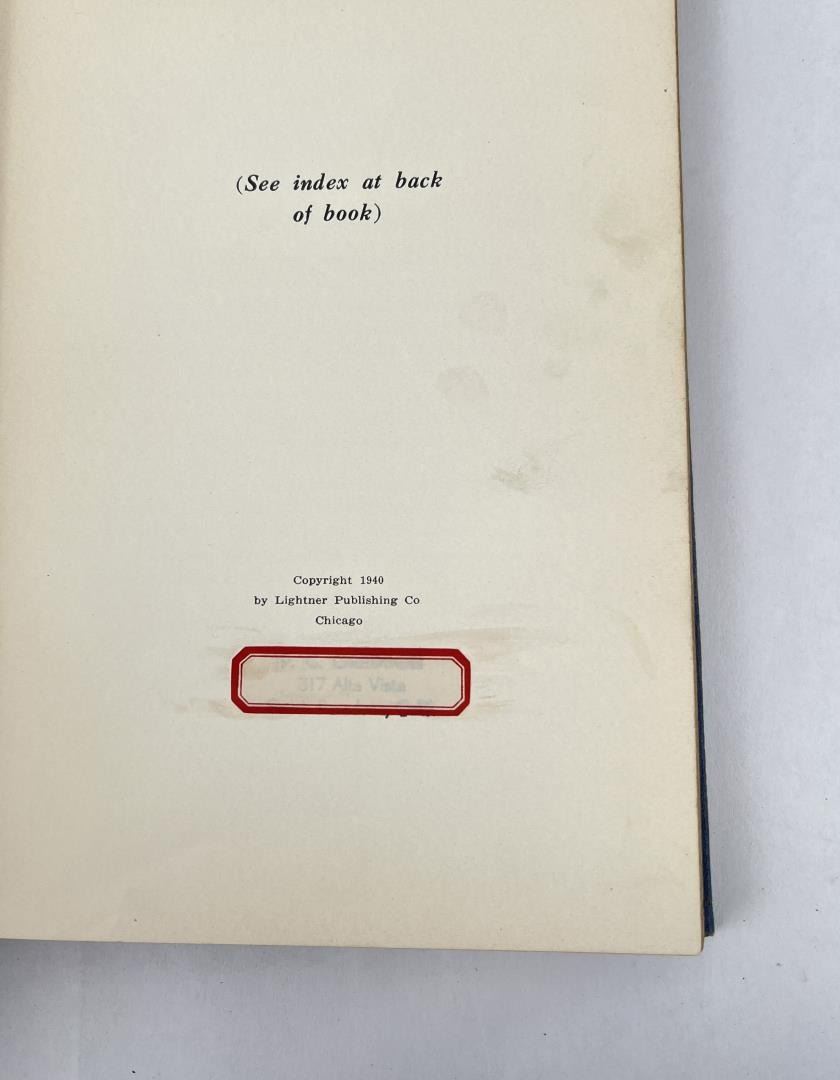 (See index at back
of book)
Copyright 1940
by Lightner Publishing Co
Chicago
317 Alta Vista